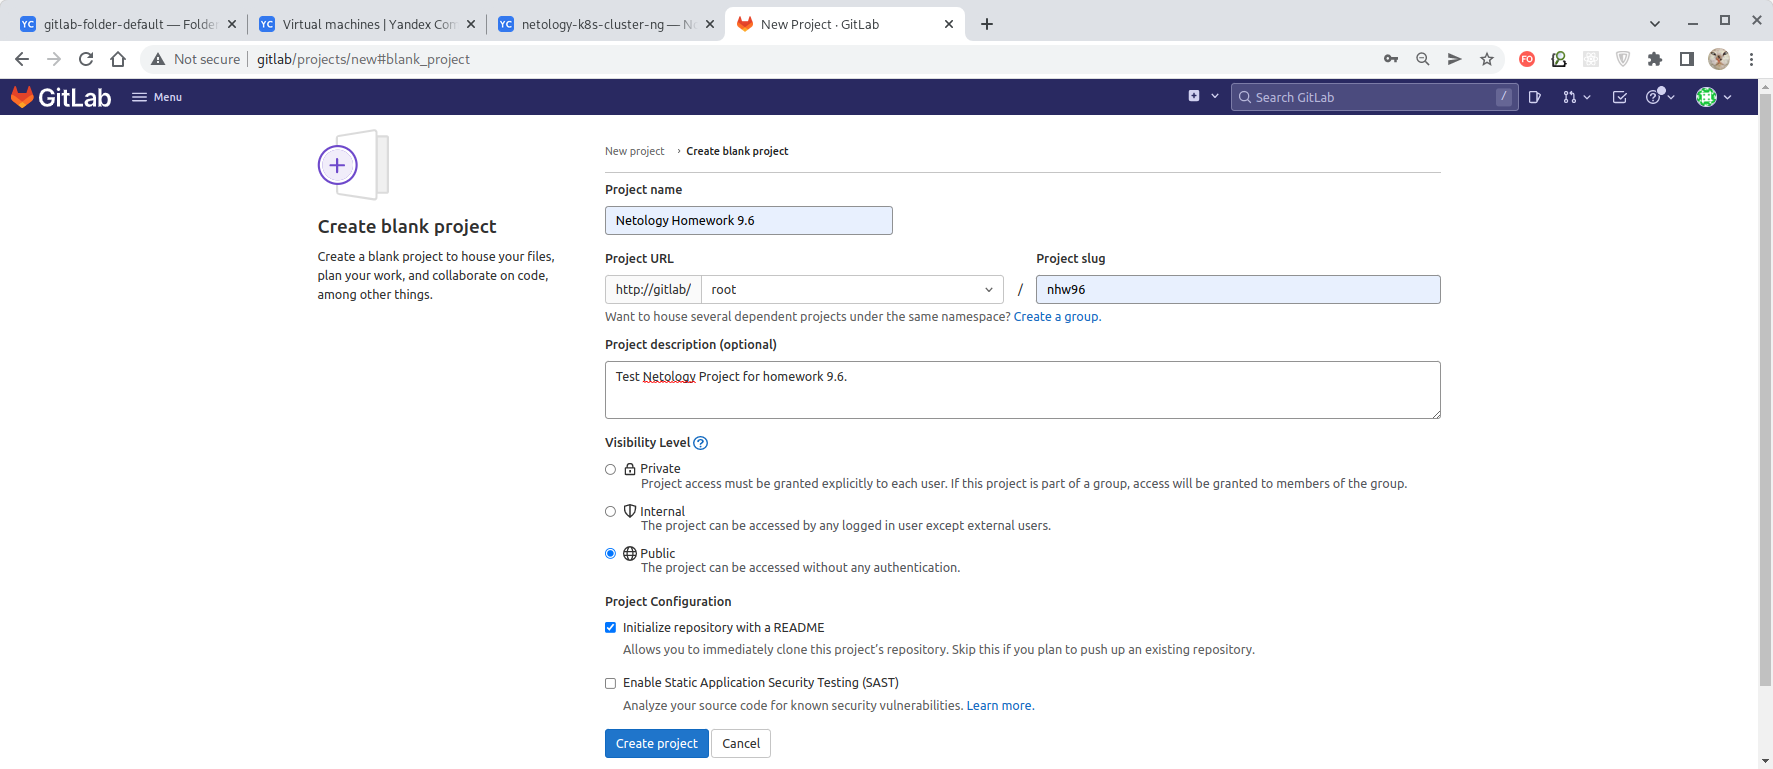 gitlab-folder-default — Folder
Virtual machines | Yandex Com
netology-k8s-cluster-ng — Ne
New Project · GitLab
Not secure
gitlab/projects/new#blank_project
GitLab
Menu
Search GitLab
/
New project › Create blank project
Create blank project
Create a blank project to house your files,
plan your work, and collaborate on code,
among other things.
Project name
Netology Homework 9.6
Project URL
Project slug
http://gitlab/
root
/
nhw96
Want to house several dependent projects under the same namespace? Create a group.
Project description (optional)
Test Netology Project for homework 9.6.
Visibility Level
Private
Project access must be granted explicitly to each user. If this project is part of a group, access will be granted to members of the group.
Internal
The project can be accessed by any logged in user except external users.
Public
The project can be accessed without any authentication.
Project Configuration
Initialize repository with a README
Allows you to immediately clone this project's repository. Skip this if you plan to push up an existing repository.
Enable Static Application Security Testing (SAST)
Analyze your source code for known security vulnerabilities. Learn more.
Create project
Cancel